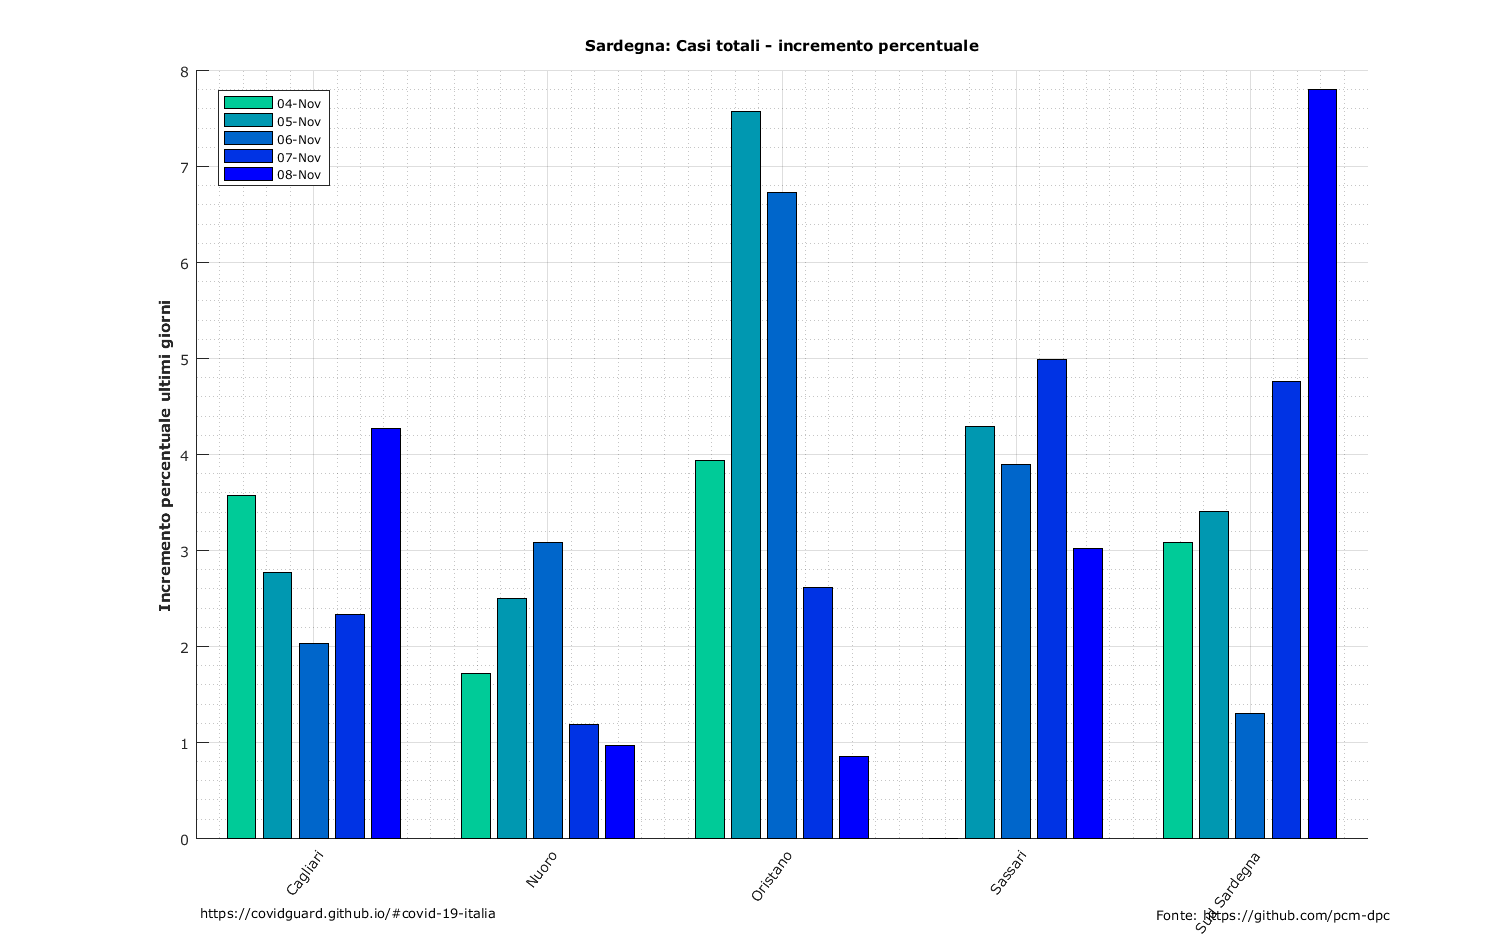 Sardegna: Casi totali - incremento percentuale
8
7
6
5
4
3
2
1
0
Incremento percentuale ultimi giorni
04-Nov
05-Nov
06-Nov
07-Nov
08-Nov
Cagliari
Nuoro
Oristano
Sassari
Sud Sardegna
https://covidguard.github.io/#covid-19-italia
Fonte: https://github.com/pcm-dpc